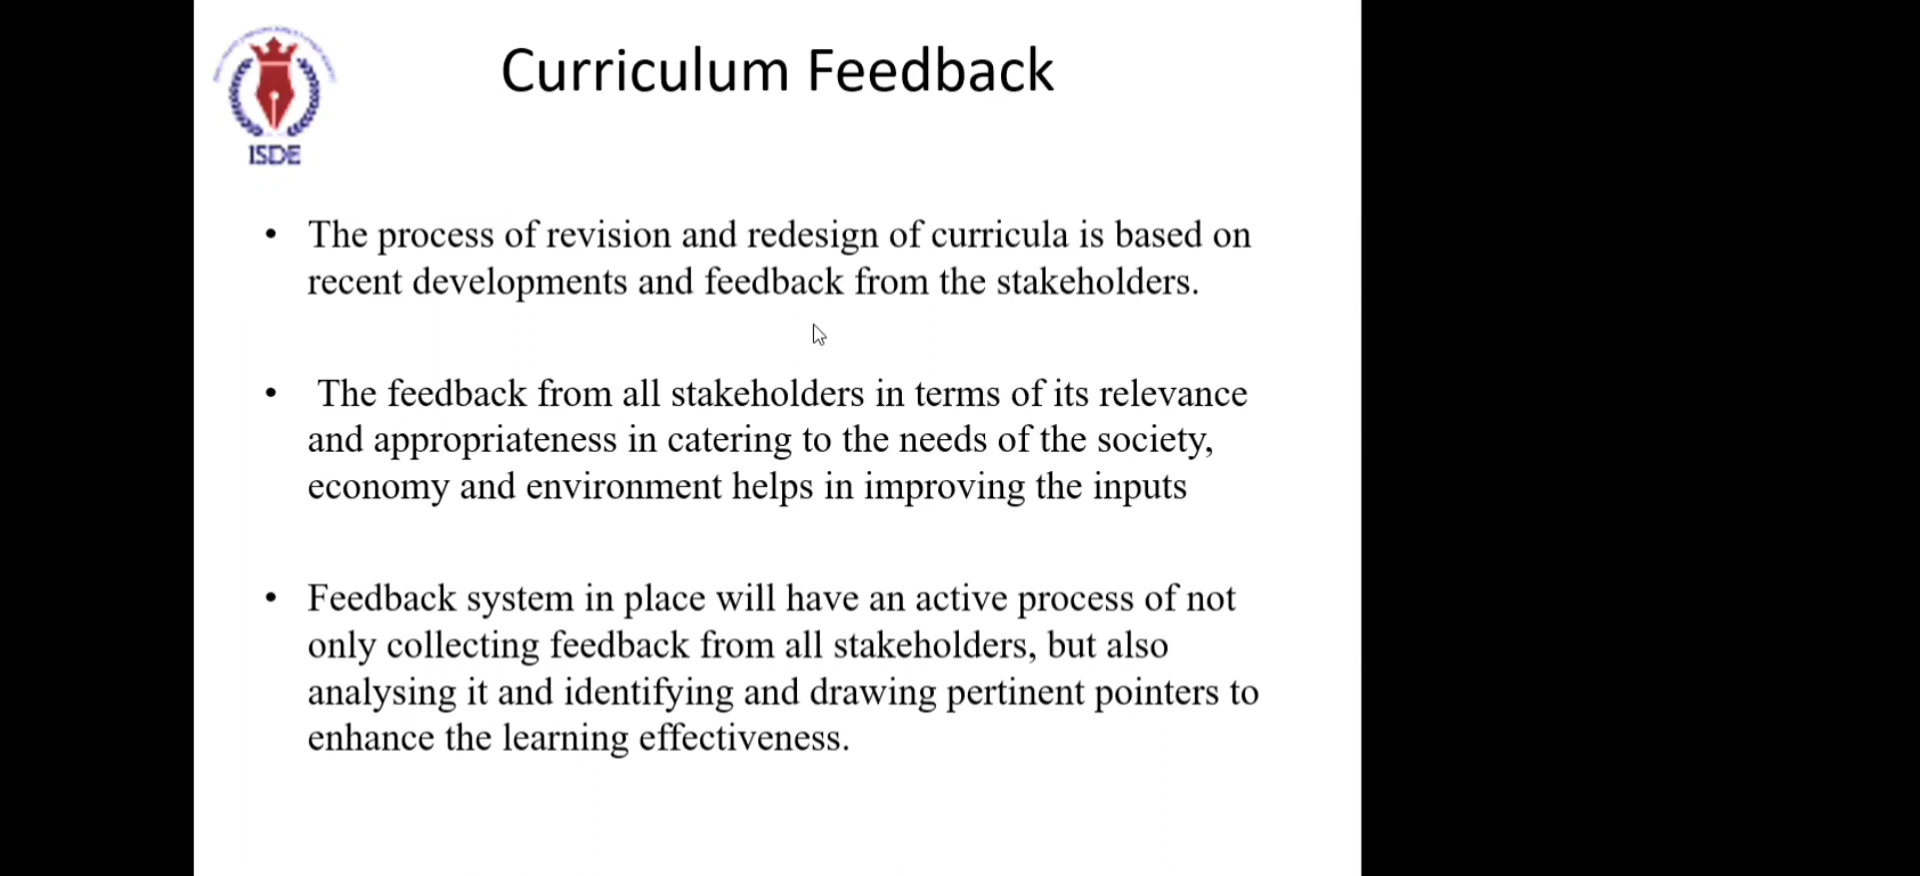 Curriculum Feedback
ISDE
• The process of revision and redesign of curricula is based on
recent developments and feedback from the stakeholders.
• The feedback from all stakeholders in terms of its relevance
and appropriateness in catering to the needs of the society,
economy and environment helps in improving the inputs
• Feedback system in place will have an active process of not
only collecting feedback from all stakeholders, but also
analysing it and identifying and drawing pertinent pointers to
enhance the learning effectiveness.